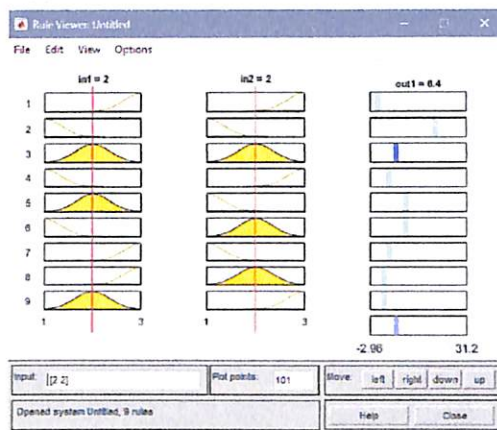 Rule Viewer: Untitled
File Edit View Options
in1 = 2 in2 = 2 out1 = 6.4
1
2
3
4
5
6
7
8
9
1 3 1 3
-2.96 31.2
Input: [2 2] Plot points: 101 Move: left right down up
Opened system Untitled, 9 rules Help Close